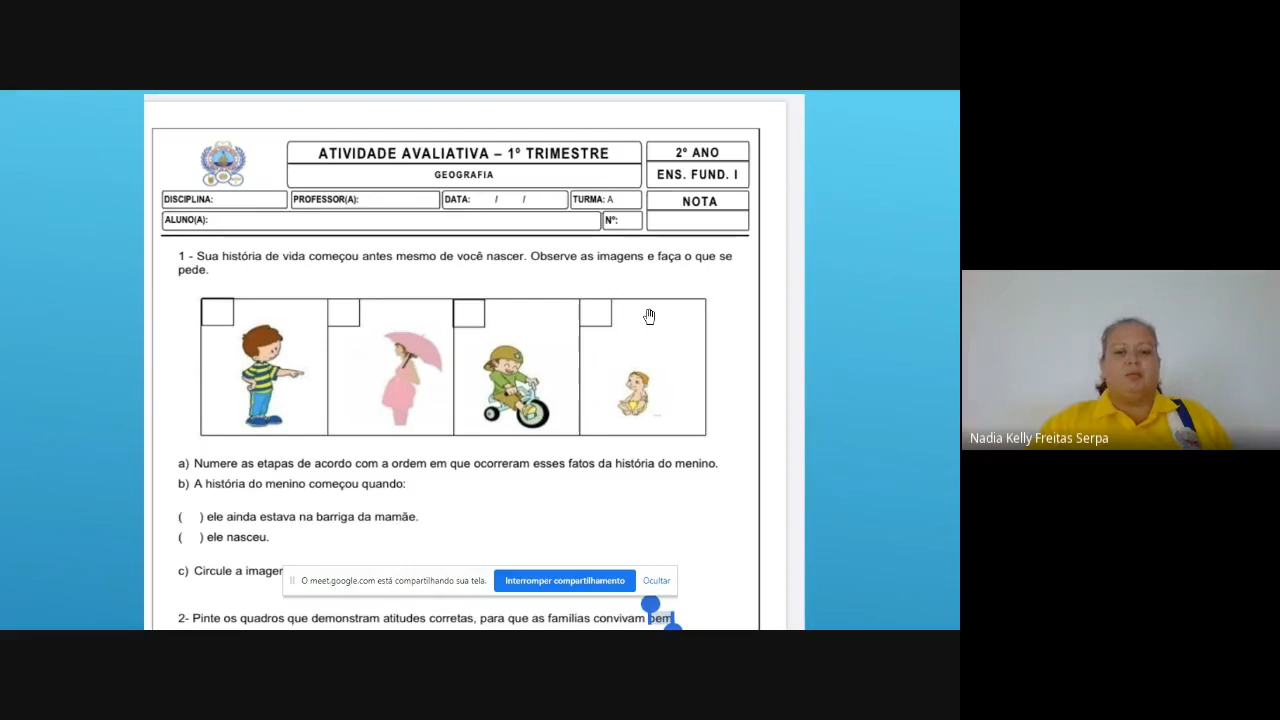 ATIVIDADE AVALIATIVA – 1º TRIMESTRE
GEOGRAFIA
2º ANO
ENS. FUND. I
DISCIPLINA:
PROFESSOR(A):
DATA: / /
TURMA: A
NOTA
ALUNO(A):
Nº:
1 - Sua história de vida começou antes mesmo de você nascer. Observe as imagens e faça o que se
pede.
a) Numere as etapas de acordo com a ordem em que ocorreram esses fatos da história do menino.
b) A história do menino começou quando:
( ) ele ainda estava na barriga da mamãe.
( ) ele nasceu.
c) Circule a imagem
O meet.google.com está compartilhando sua tela.
Interromper compartilhamento
Ocultar
2- Pinte os quadros que demonstram atitudes corretas, para que as famílias convivam bem
Nadia Kelly Freitas Serpa